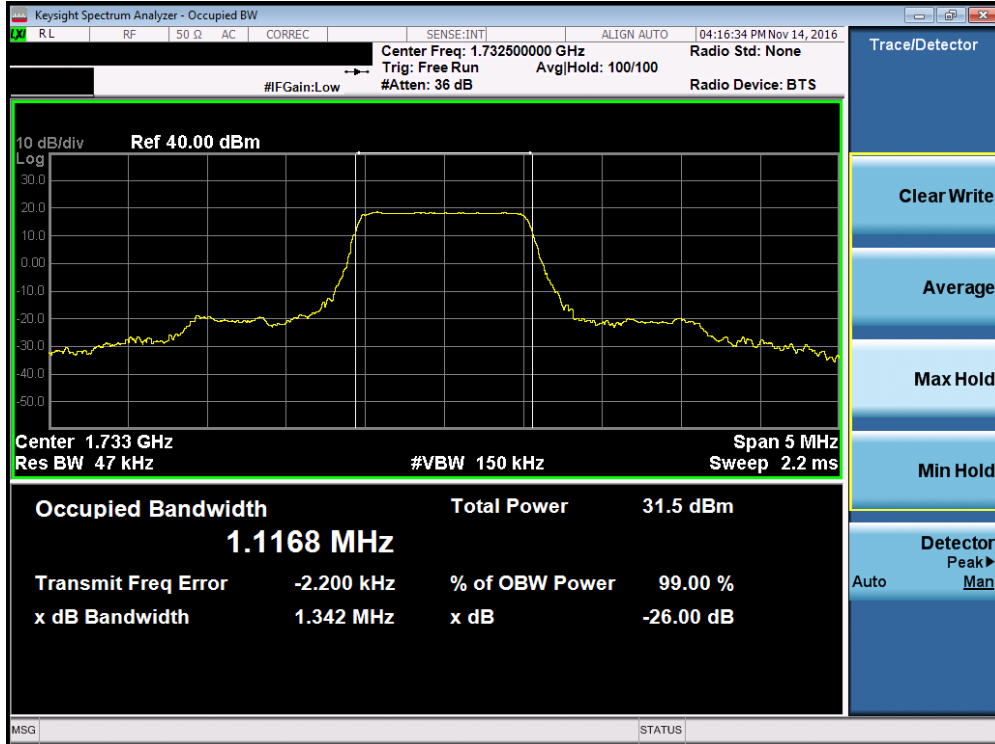 Keysight Spectrum Analyzer - Occupied BW
LXI RL RF 50 Ω AC CORREC SENSE:INT ALIGN AUTO 04:16:34 PM Nov 14, 2016
Center Freq: 1.732500000 GHz Radio Std: None
Trig: Free Run Avg|Hold: 100/100
#IFGain:Low #Atten: 36 dB Radio Device: BTS
Trace/Detector
10 dB/div Ref 40.00 dBm
Log
30.0
20.0
10.0
0.00
-10.0
-20.0
-30.0
-40.0
-50.0
Center 1.733 GHz Span 5 MHz
Res BW 47 kHz #VBW 150 kHz Sweep 2.2 ms
Occupied Bandwidth Total Power 31.5 dBm
1.1168 MHz
Transmit Freq Error -2.200 kHz % of OBW Power 99.00 %
x dB Bandwidth 1.342 MHz x dB -26.00 dB
Clear Write
Average
Max Hold
Min Hold
Detector
Peak▶
Auto Man
MSG STATUS